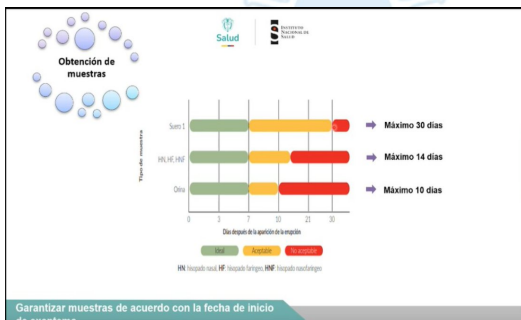 Obtención de
muestras
Salud
INSTITUTO
NACIONAL DE
SALUD
Tipo de muestra
Suero 1
HN, HF, HNF
Orina
Máximo 30 días
Máximo 14 días
Máximo 10 días
0 3 7 10 21 30
Días después de la aparición de la erupción
Ideal Aceptable No aceptable
HN: hisopado nasal, HF: hisopado faríngeo, HNF: hisopado nasofaríngeo
Garantizar muestras de acuerdo con la fecha de inicio
de exantema